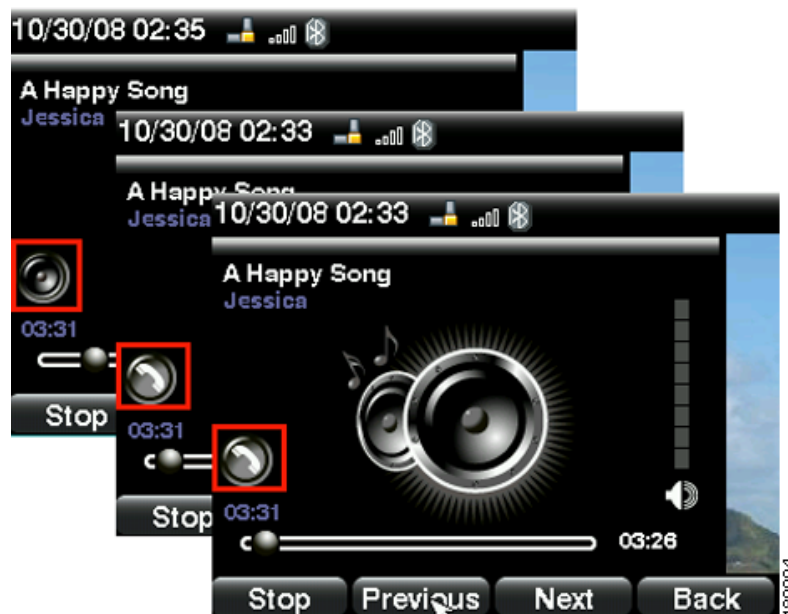 10/30/08 02:35
A Happy Song
Jessica
03:31
Stop
10/30/08 02:33
A Happy Song
Jessica
03:31
Stop
10/30/08 02:33
A Happy Song
Jessica
03:31
03:26
Stop Previous Next Back